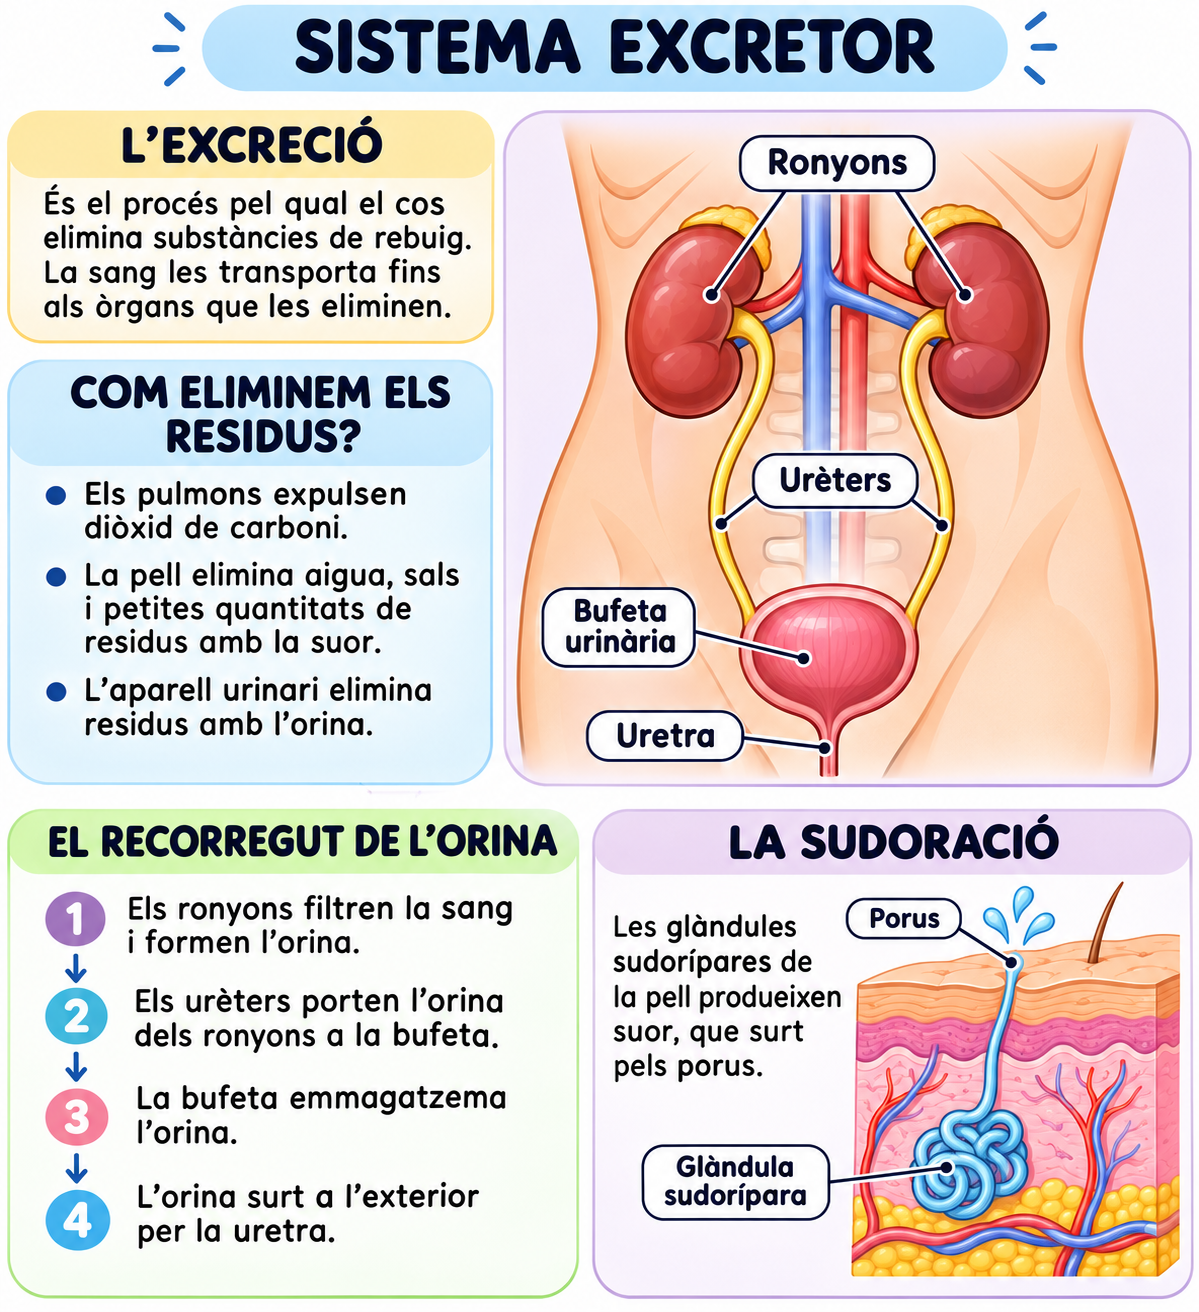 SISTEMA EXCRETOR
L'EXCRECIÓ
És el procés pel qual el cos
elimina substàncies de rebuig.
La sang les transporta fins
als òrgans que les eliminen.
COM ELIMINEM ELS
RESIDUS?
Els pulmons expulsen
diòxid de carboni.
La pell elimina aigua, sals
i petites quantitats de
residus amb la suor.
L'aparell urinari elimina
residus amb l'orina.
Ronyons
Urèters
Bufeta
urinària
Uretra
EL RECORREGUT DE L'ORINA
1
Els ronyons filtren la sang
i formen l'orina.
2
Els urèters porten l'orina
dels ronyons a la bufeta.
3
La bufeta emmagatzema
l'orina.
4
L'orina surt a l'exterior
per la uretra.
LA SUDORACIÓ
Les glàndules
sudorípares de
la pell produeixen
suor, que surt
pels porus.
Porus
Glàndula
sudorípara